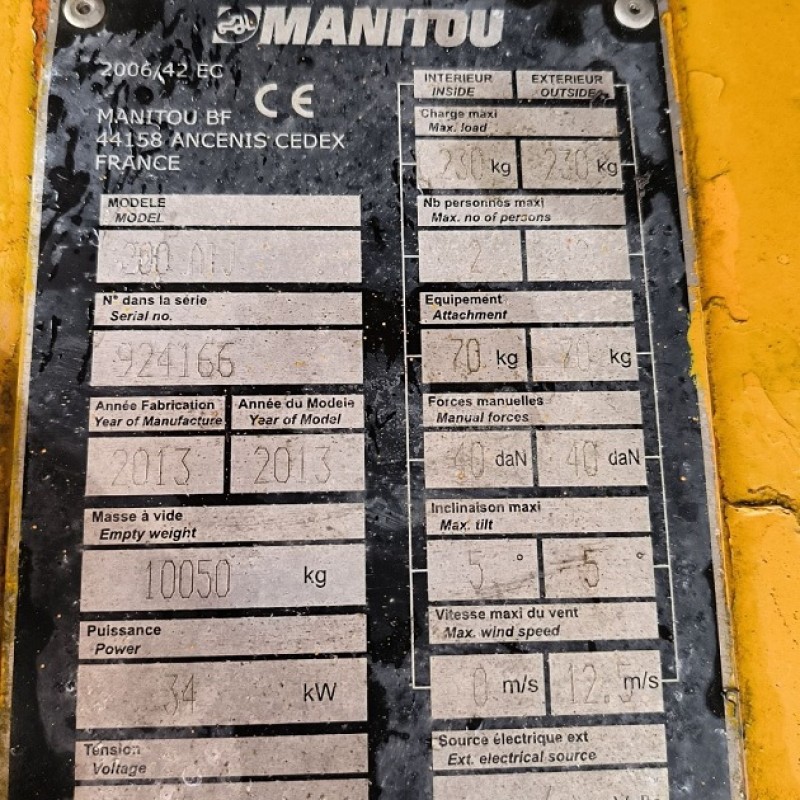 MANITOU
2006/42 EC
CE
MANITOU BF
44158 ANCENIS CEDEX
FRANCE
MODELE
MODEL
200 ATJ
N° dans la série
Serial no.
924166
Année Fabrication
Year of Manufacture
2013
Année du Modele
Year of Model
2013
Masse à vide
Empty weight
10050 kg
Puissance
Power
34 kW
Tension
Voltage
INTERIEUR
INSIDE
EXTERIEUR
OUTSIDE
Charge maxi
Max. load
230 kg 230 kg
Nb personnes maxi
Max. no of persons
2
Equipement
Attachment
70 kg 70 kg
Forces manuelles
Manual forces
40 daN 40 daN
Inclinaison maxi
Max. tilt
5 ° 5 °
Vitesse maxi du vent
Max. wind speed
0 m/s 12.5 m/s
Source électrique ext
Ext. electrical source